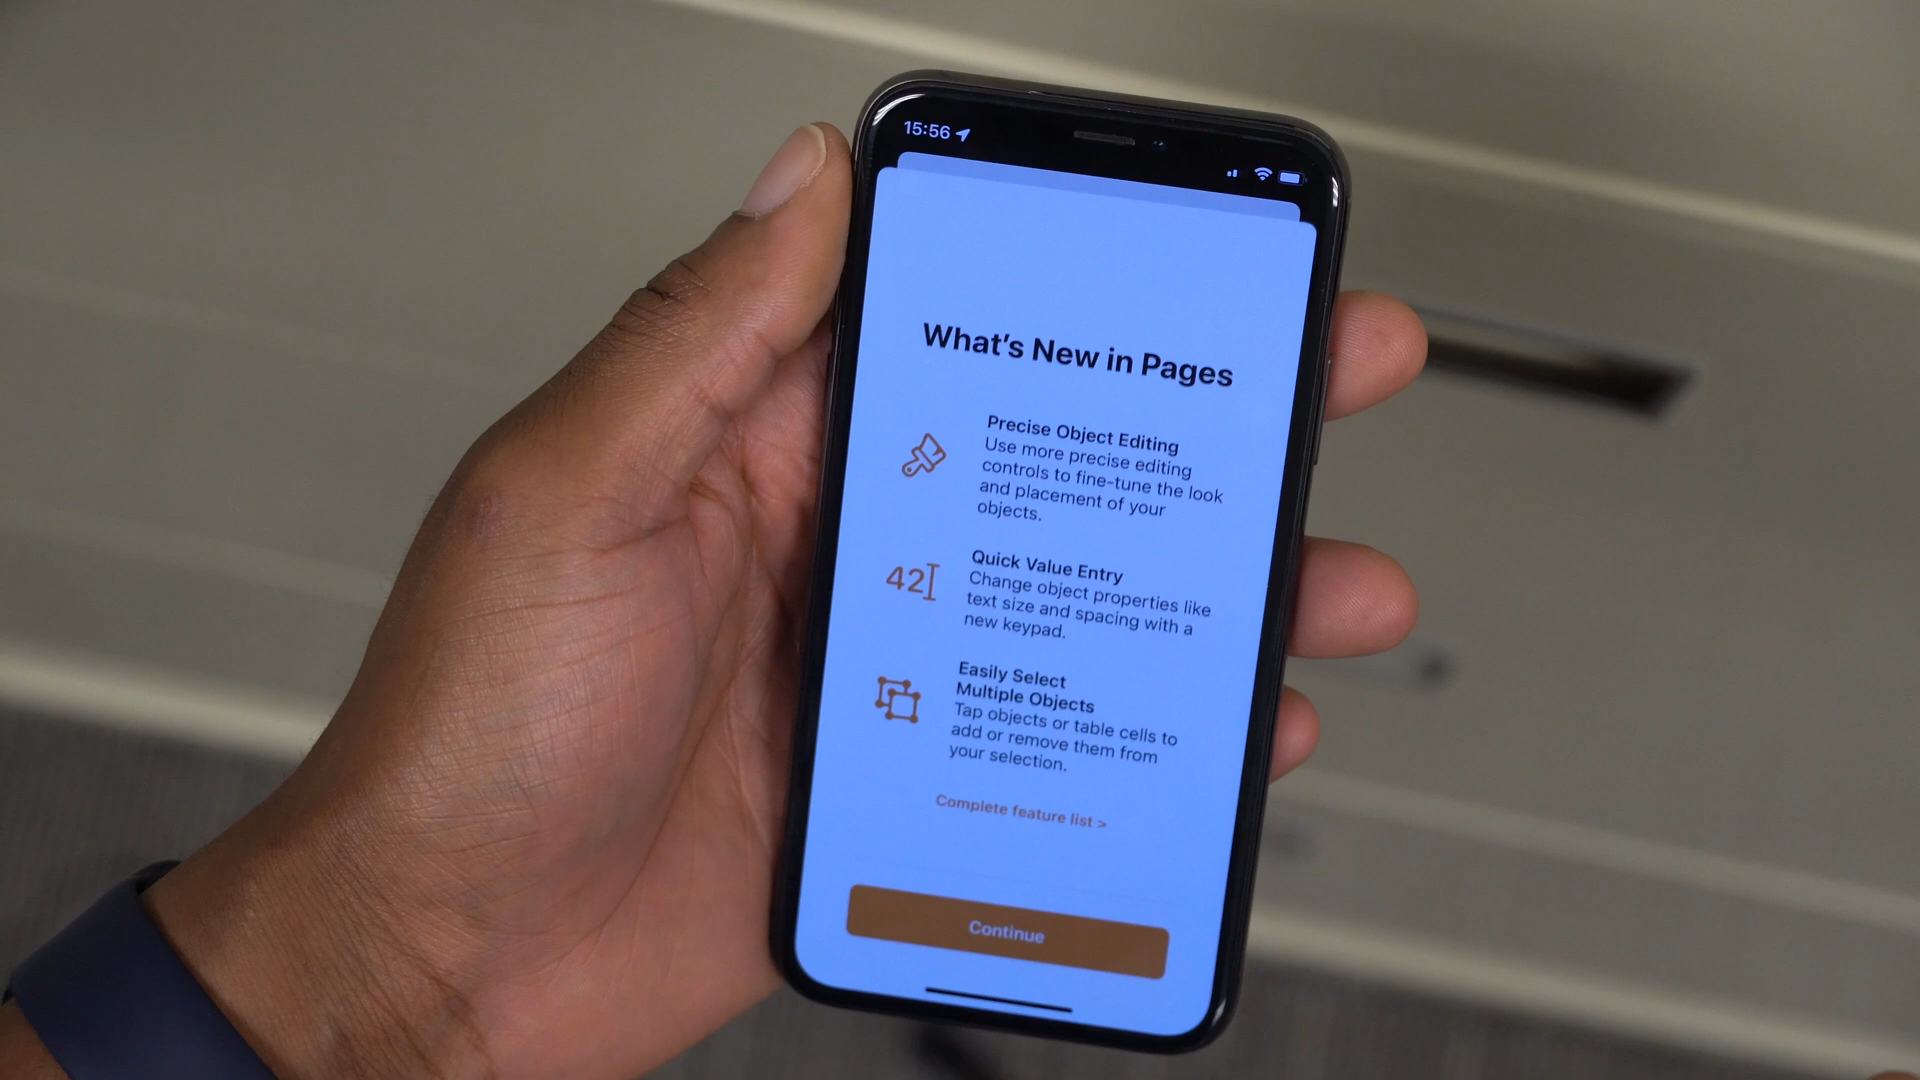 15:56
What's New in Pages
Precise Object Editing
Use more precise editing
controls to fine-tune the look
and placement of your
objects.
42
Quick Value Entry
Change object properties like
text size and spacing with a
new keypad.
Easily Select
Multiple Objects
Tap objects or table cells to
add or remove them from
your selection.
Complete feature list >
Continue